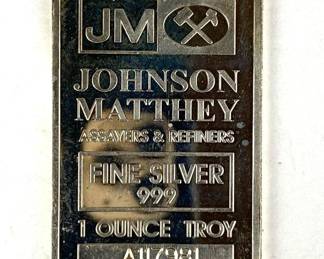 JM
JOHNSON
MATTHEY
ASSAYERS & REFINERS
FINE SILVER
999
1 OUNCE TROY